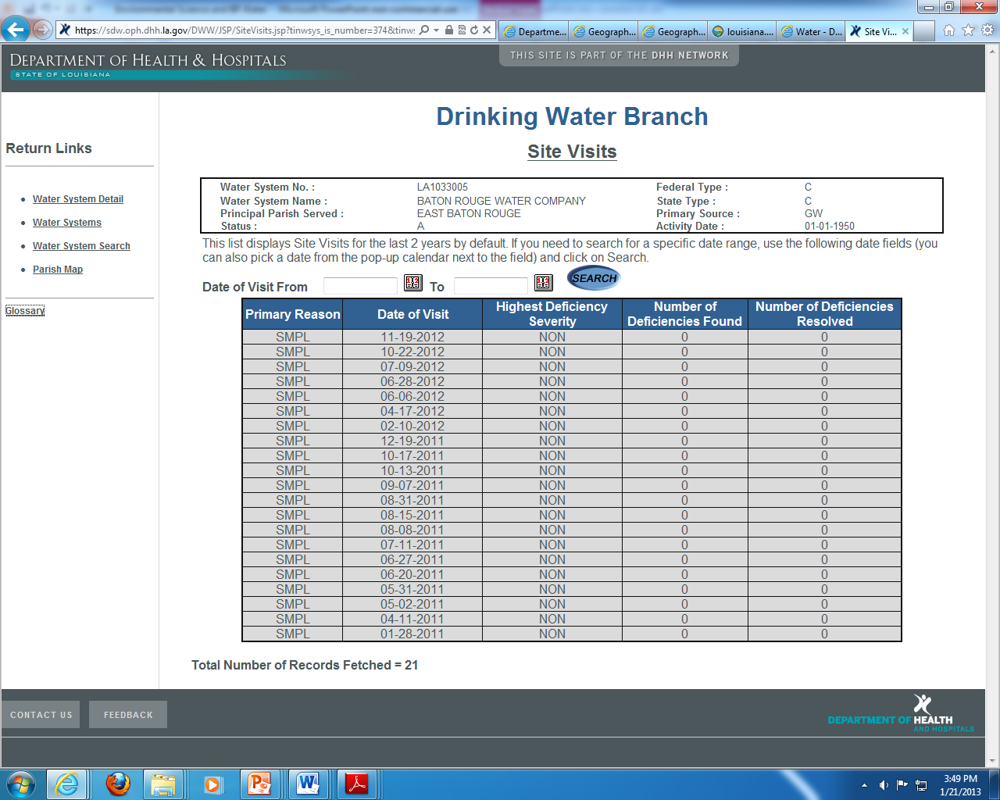 https://sdw.oph.dhh.la.gov/DWW/JSP/SiteVisits.jsp?tinwsys_is_number=374&tinw:
Departme...
Geograph...
Geograph...
louisiana....
Water - D...
Site Vi...
DEPARTMENT OF HEALTH & HOSPITALS
STATE OF LOUISIANA
THIS SITE IS PART OF THE DHH NETWORK
Drinking Water Branch
Site Visits
Return Links
Water System Detail
Water Systems
Water System Search
Parish Map
Glossary
Water System No. : LA1033005 Federal Type : C
Water System Name : BATON ROUGE WATER COMPANY State Type : C
Principal Parish Served : EAST BATON ROUGE Primary Source : GW
Status : A Activity Date : 01-01-1950
This list displays Site Visits for the last 2 years by default. If you need to search for a specific date range, use the following date fields (you
can also pick a date from the pop-up calendar next to the field) and click on Search.
Date of Visit From To SEARCH
Primary Reason Date of Visit Highest Deficiency Severity Number of Deficiencies Found Number of Deficiencies Resolved
SMPL 11-19-2012 NON 0 0
SMPL 10-22-2012 NON 0 0
SMPL 07-09-2012 NON 0 0
SMPL 06-28-2012 NON 0 0
SMPL 06-06-2012 NON 0 0
SMPL 04-17-2012 NON 0 0
SMPL 02-10-2012 NON 0 0
SMPL 12-19-2011 NON 0 0
SMPL 10-17-2011 NON 0 0
SMPL 10-13-2011 NON 0 0
SMPL 09-07-2011 NON 0 0
SMPL 08-31-2011 NON 0 0
SMPL 08-15-2011 NON 0 0
SMPL 08-08-2011 NON 0 0
SMPL 07-11-2011 NON 0 0
SMPL 06-27-2011 NON 0 0
SMPL 06-20-2011 NON 0 0
SMPL 05-31-2011 NON 0 0
SMPL 05-02-2011 NON 0 0
SMPL 04-11-2011 NON 0 0
SMPL 01-28-2011 NON 0 0
Total Number of Records Fetched = 21
CONTACT US
FEEDBACK
DEPARTMENT OF HEALTH
AND HOSPITALS
3:49 PM
1/21/2013